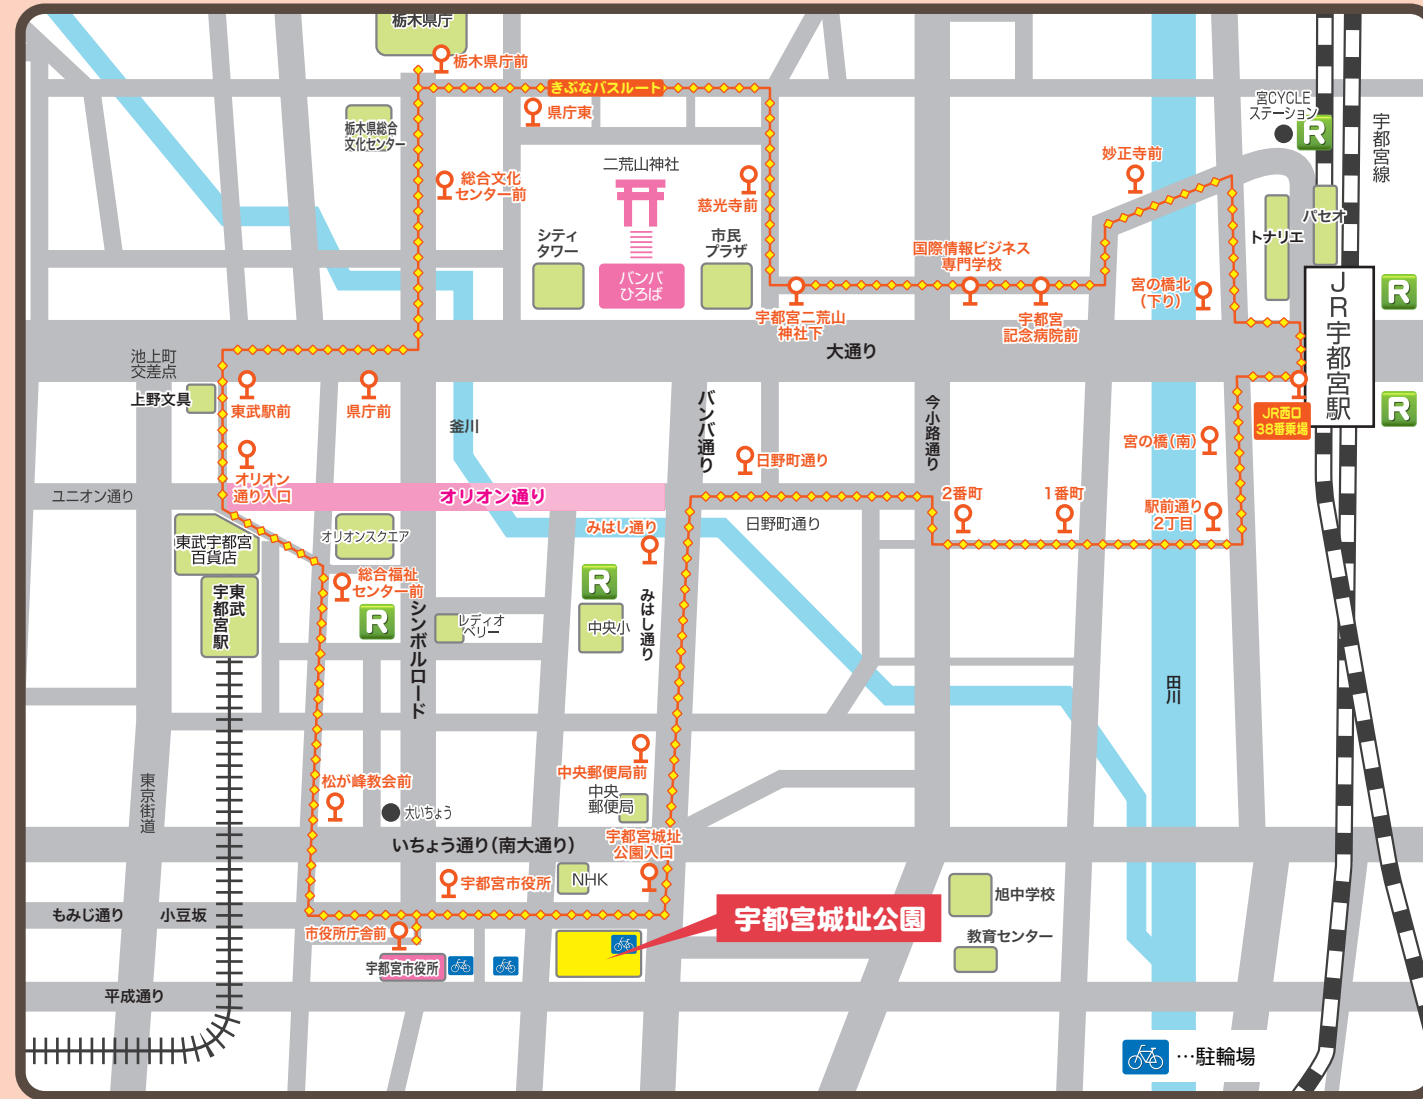 栃木県庁
栃木県庁前
きぶなバスルート
県庁東
宮CYCLE
ステーション
R
宇都宮線
栃木県総合
文化センター
総合文化
センター前
二荒山神社
慈光寺前
妙正寺前
パセオ
トナリエ
シティ
タワー
バンバ
ひろば
市民
プラザ
国際情報ビジネス
専門学校
宮の橋北
(下り)
JR宇都宮駅
R
宇都宮二荒山
神社下
宇都宮
記念病院前
大通り
池上町
交差点
上野文具
東武駅前
県庁前
釜川
バンバ通り
今小路通り
R
JR西口
38番乗場
宮の橋(南)
日野町通り
オリオン
通り入口
ユニオン通り
オリオン通り
2番町
1番町
駅前通り
2丁目
みはし通り
日野町通り
東武宇都宮
百貨店
オリオンスクエア
総合福祉
センター前
R
R
東武
宇都宮駅
シンボルロード
レディオ
ベリー
中央小
みはし通り
田川
東京街道
松が峰教会前
大いちょう
中央郵便局前
中央
郵便局
いちょう通り(南大通り)
宇都宮城址
公園入口
宇都宮市役所
NHK
旭中学校
もみじ通り
小豆坂
宇都宮城址公園
市役所庁舎前
教育センター
宇都宮市役所
平成通り
…駐輪場